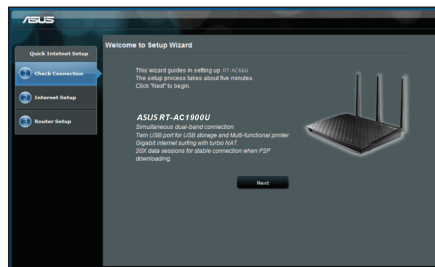 ASUS
Quick Internet Setup
1 Check Connection
2 Internet Setup
3 Router Setup
Welcome to Setup Wizard
This wizard guides in setting up RT-AC66U
The setup process takes about five minutes.
Click "Next" to begin.
ASUS RT-AC1900U
Simultaneous dual-band connection.
Twin USB port for USB storage and Multi-functional printer.
Gigabit internet surfing with turbo NAT.
20X data sessions for stable connection when P2P
downloading.
Next